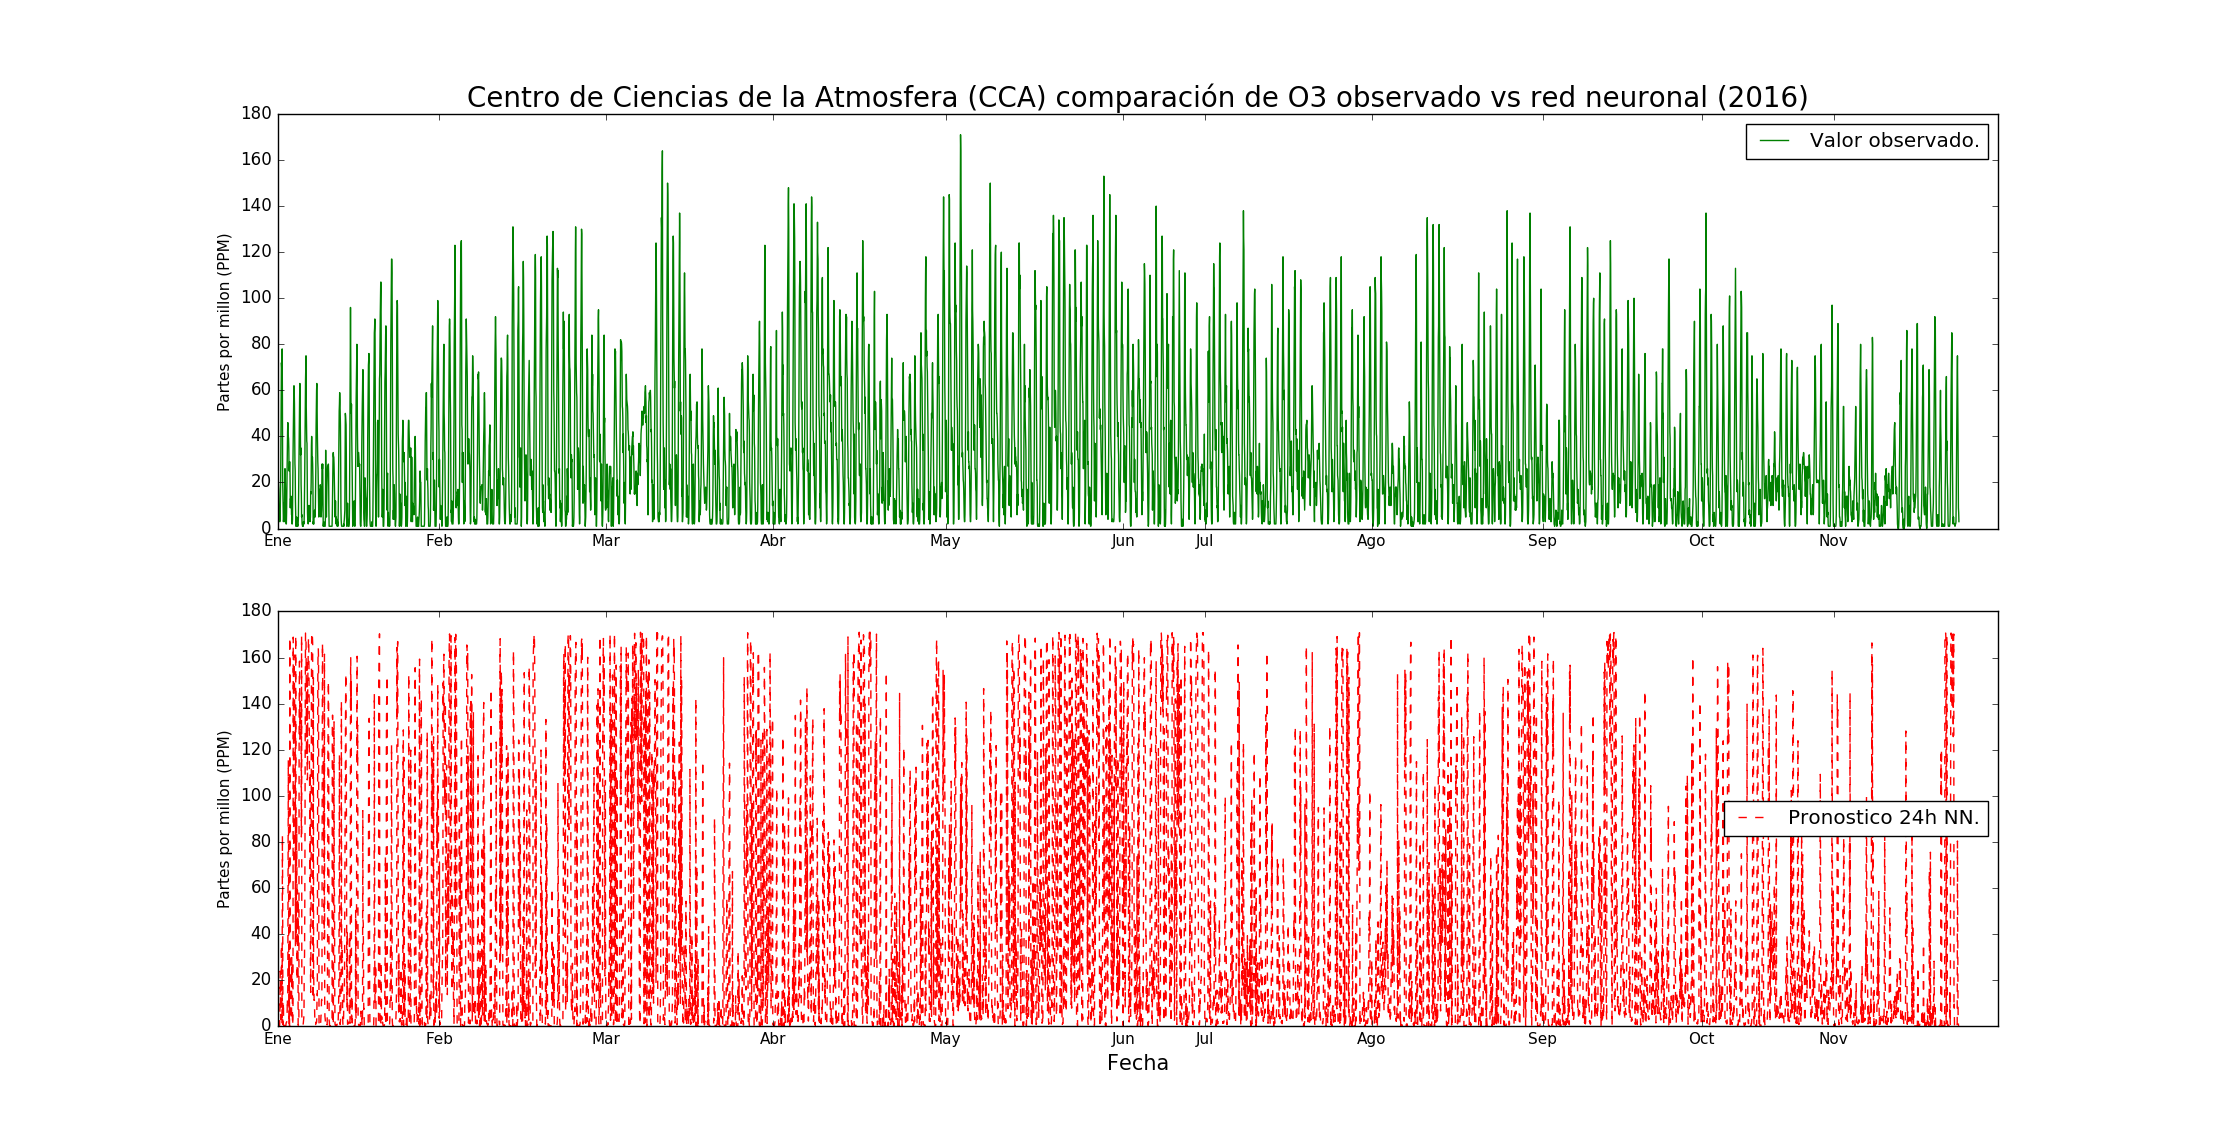 Centro de Ciencias de la Atmosfera (CCA) comparación de O3 observado vs red neuronal (2016)
180
160
140
120
100
80
60
40
20
0
Partes por millon (PPM)
Valor observado.
Ene Feb Mar Abr May Jun Jul Ago Sep Oct Nov
180
160
140
120
100
80
60
40
20
0
Partes por millon (PPM)
Pronostico 24h NN.
Ene Feb Mar Abr May Jun Jul Ago Sep Oct Nov
Fecha